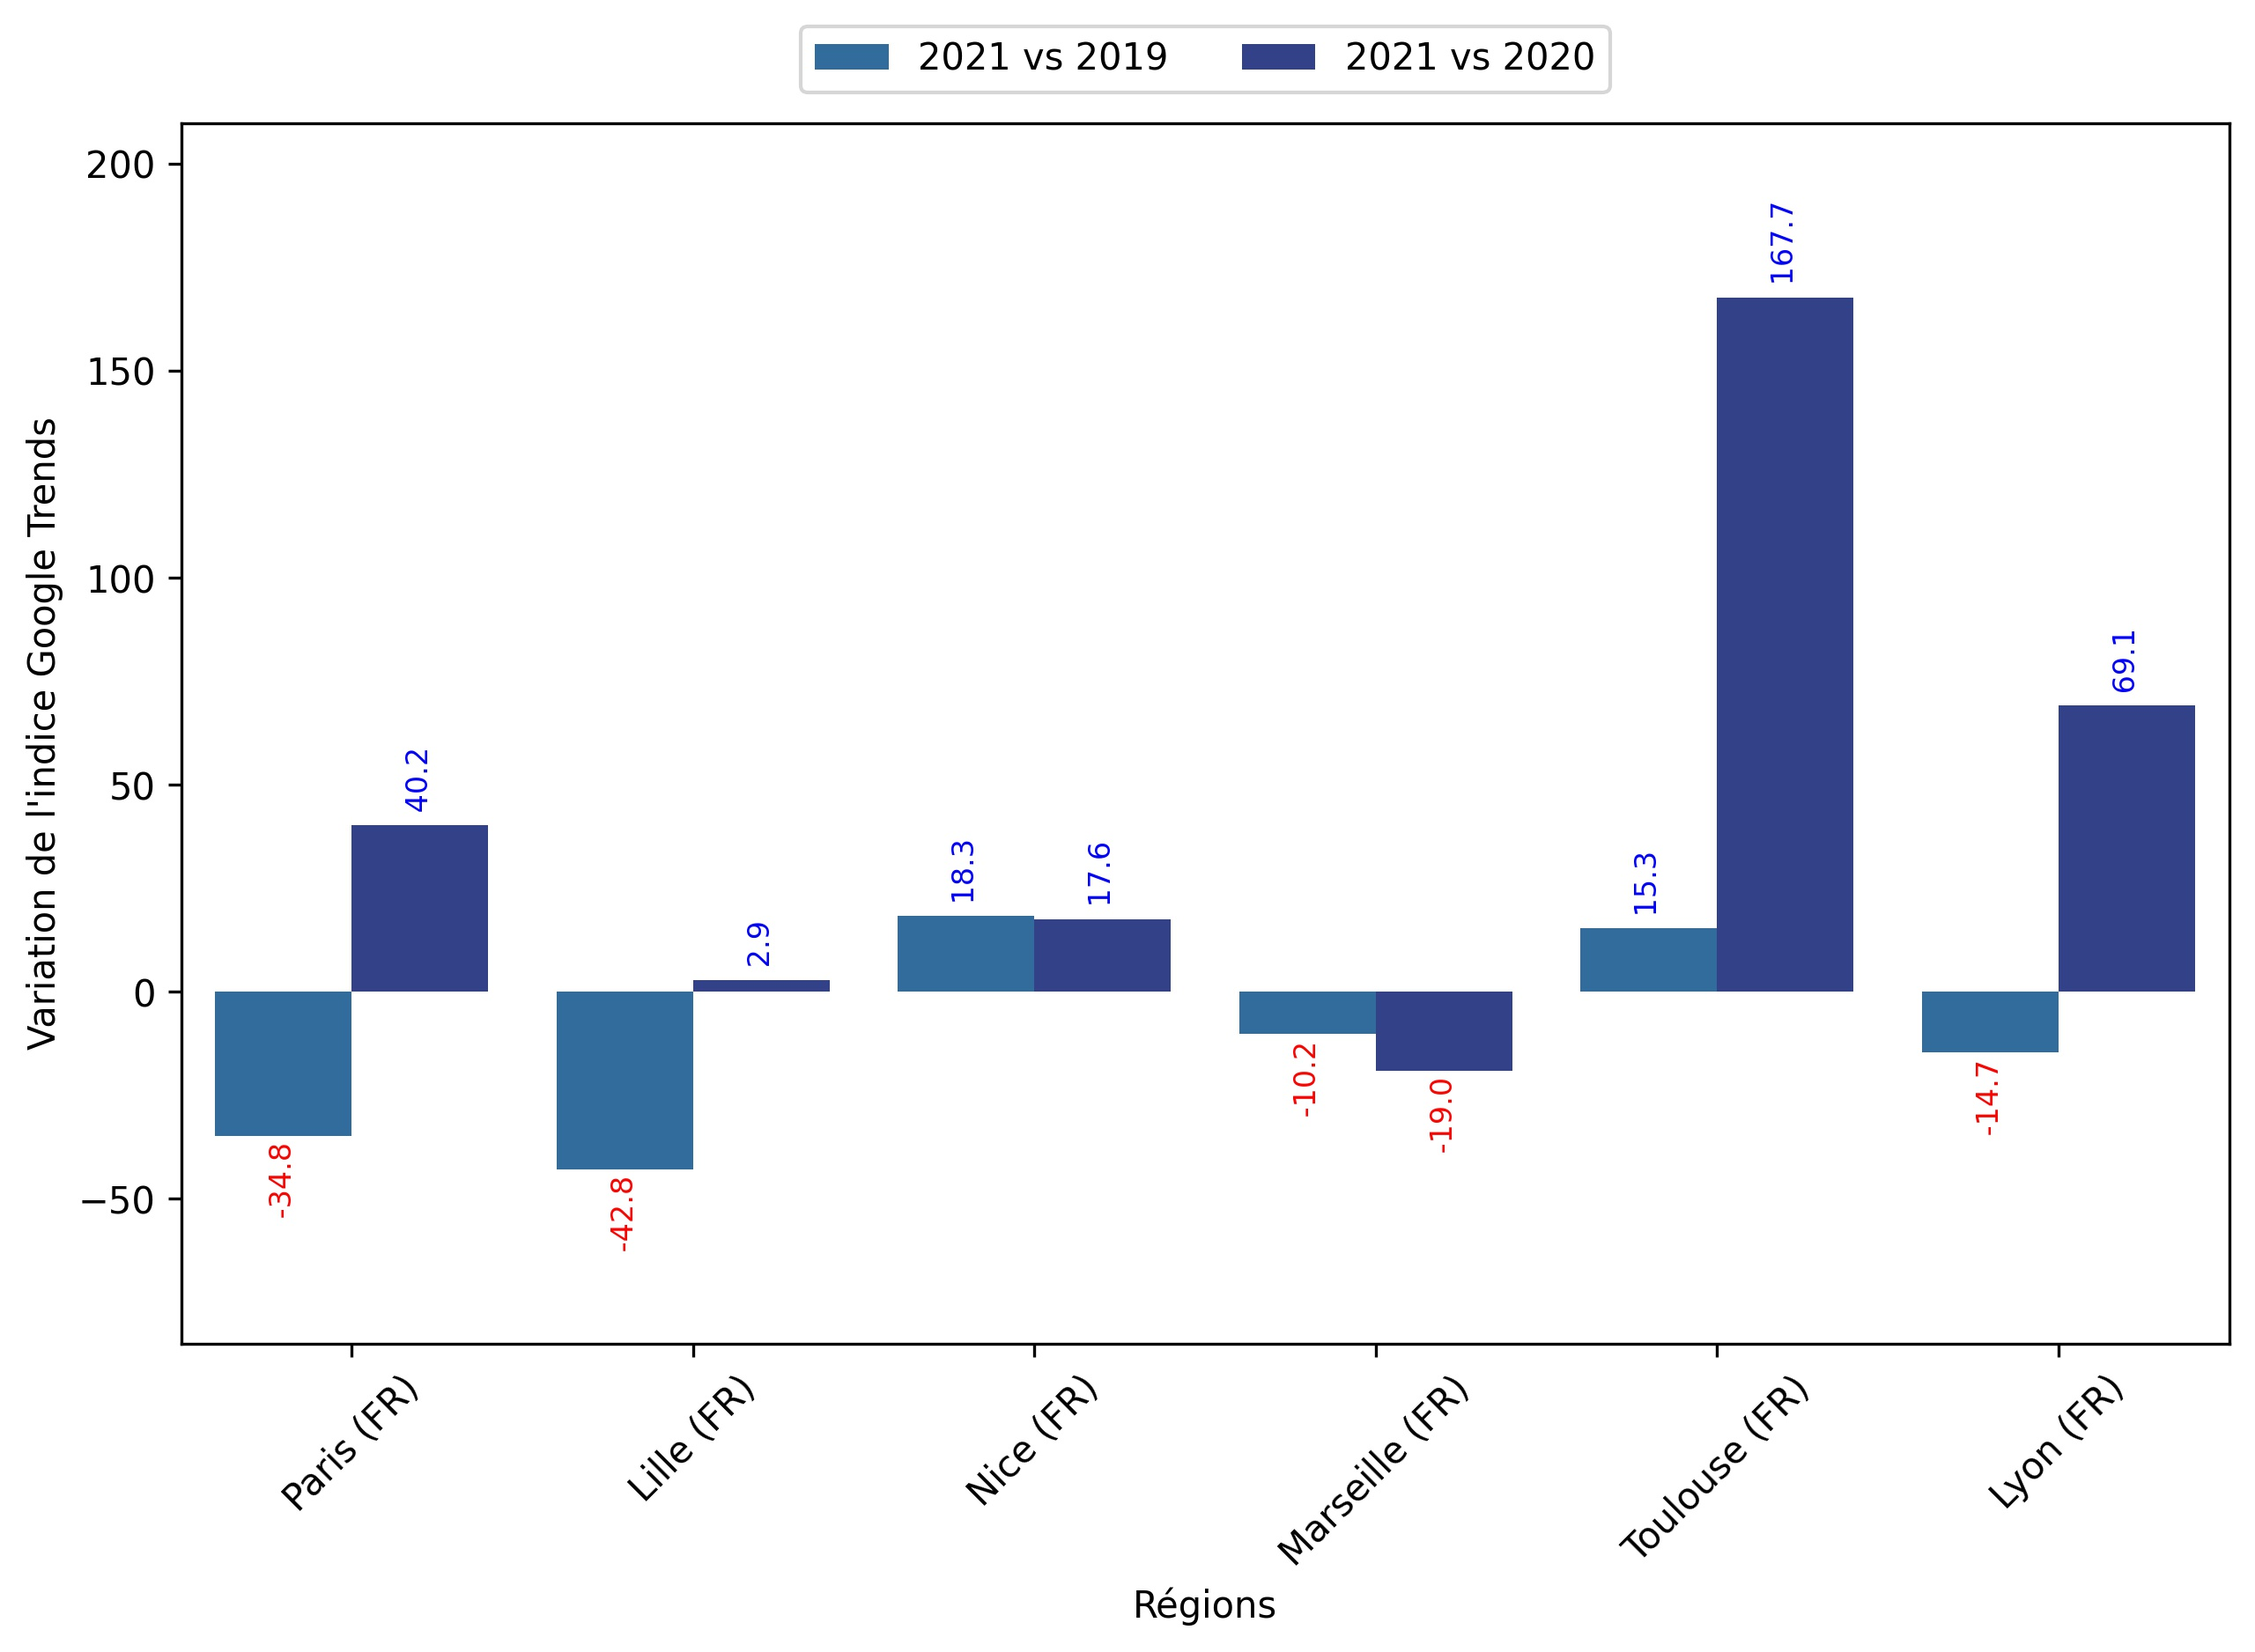 2021 vs 2019
2021 vs 2020
Variation de l'indice Google Trends
200
150
100
50
0
−50
-34.8
40.2
-42.8
2.9
18.3
17.6
-10.2
-19.0
15.3
167.7
-14.7
69.1
Paris (FR)
Lille (FR)
Nice (FR)
Marseille (FR)
Toulouse (FR)
Lyon (FR)
Régions